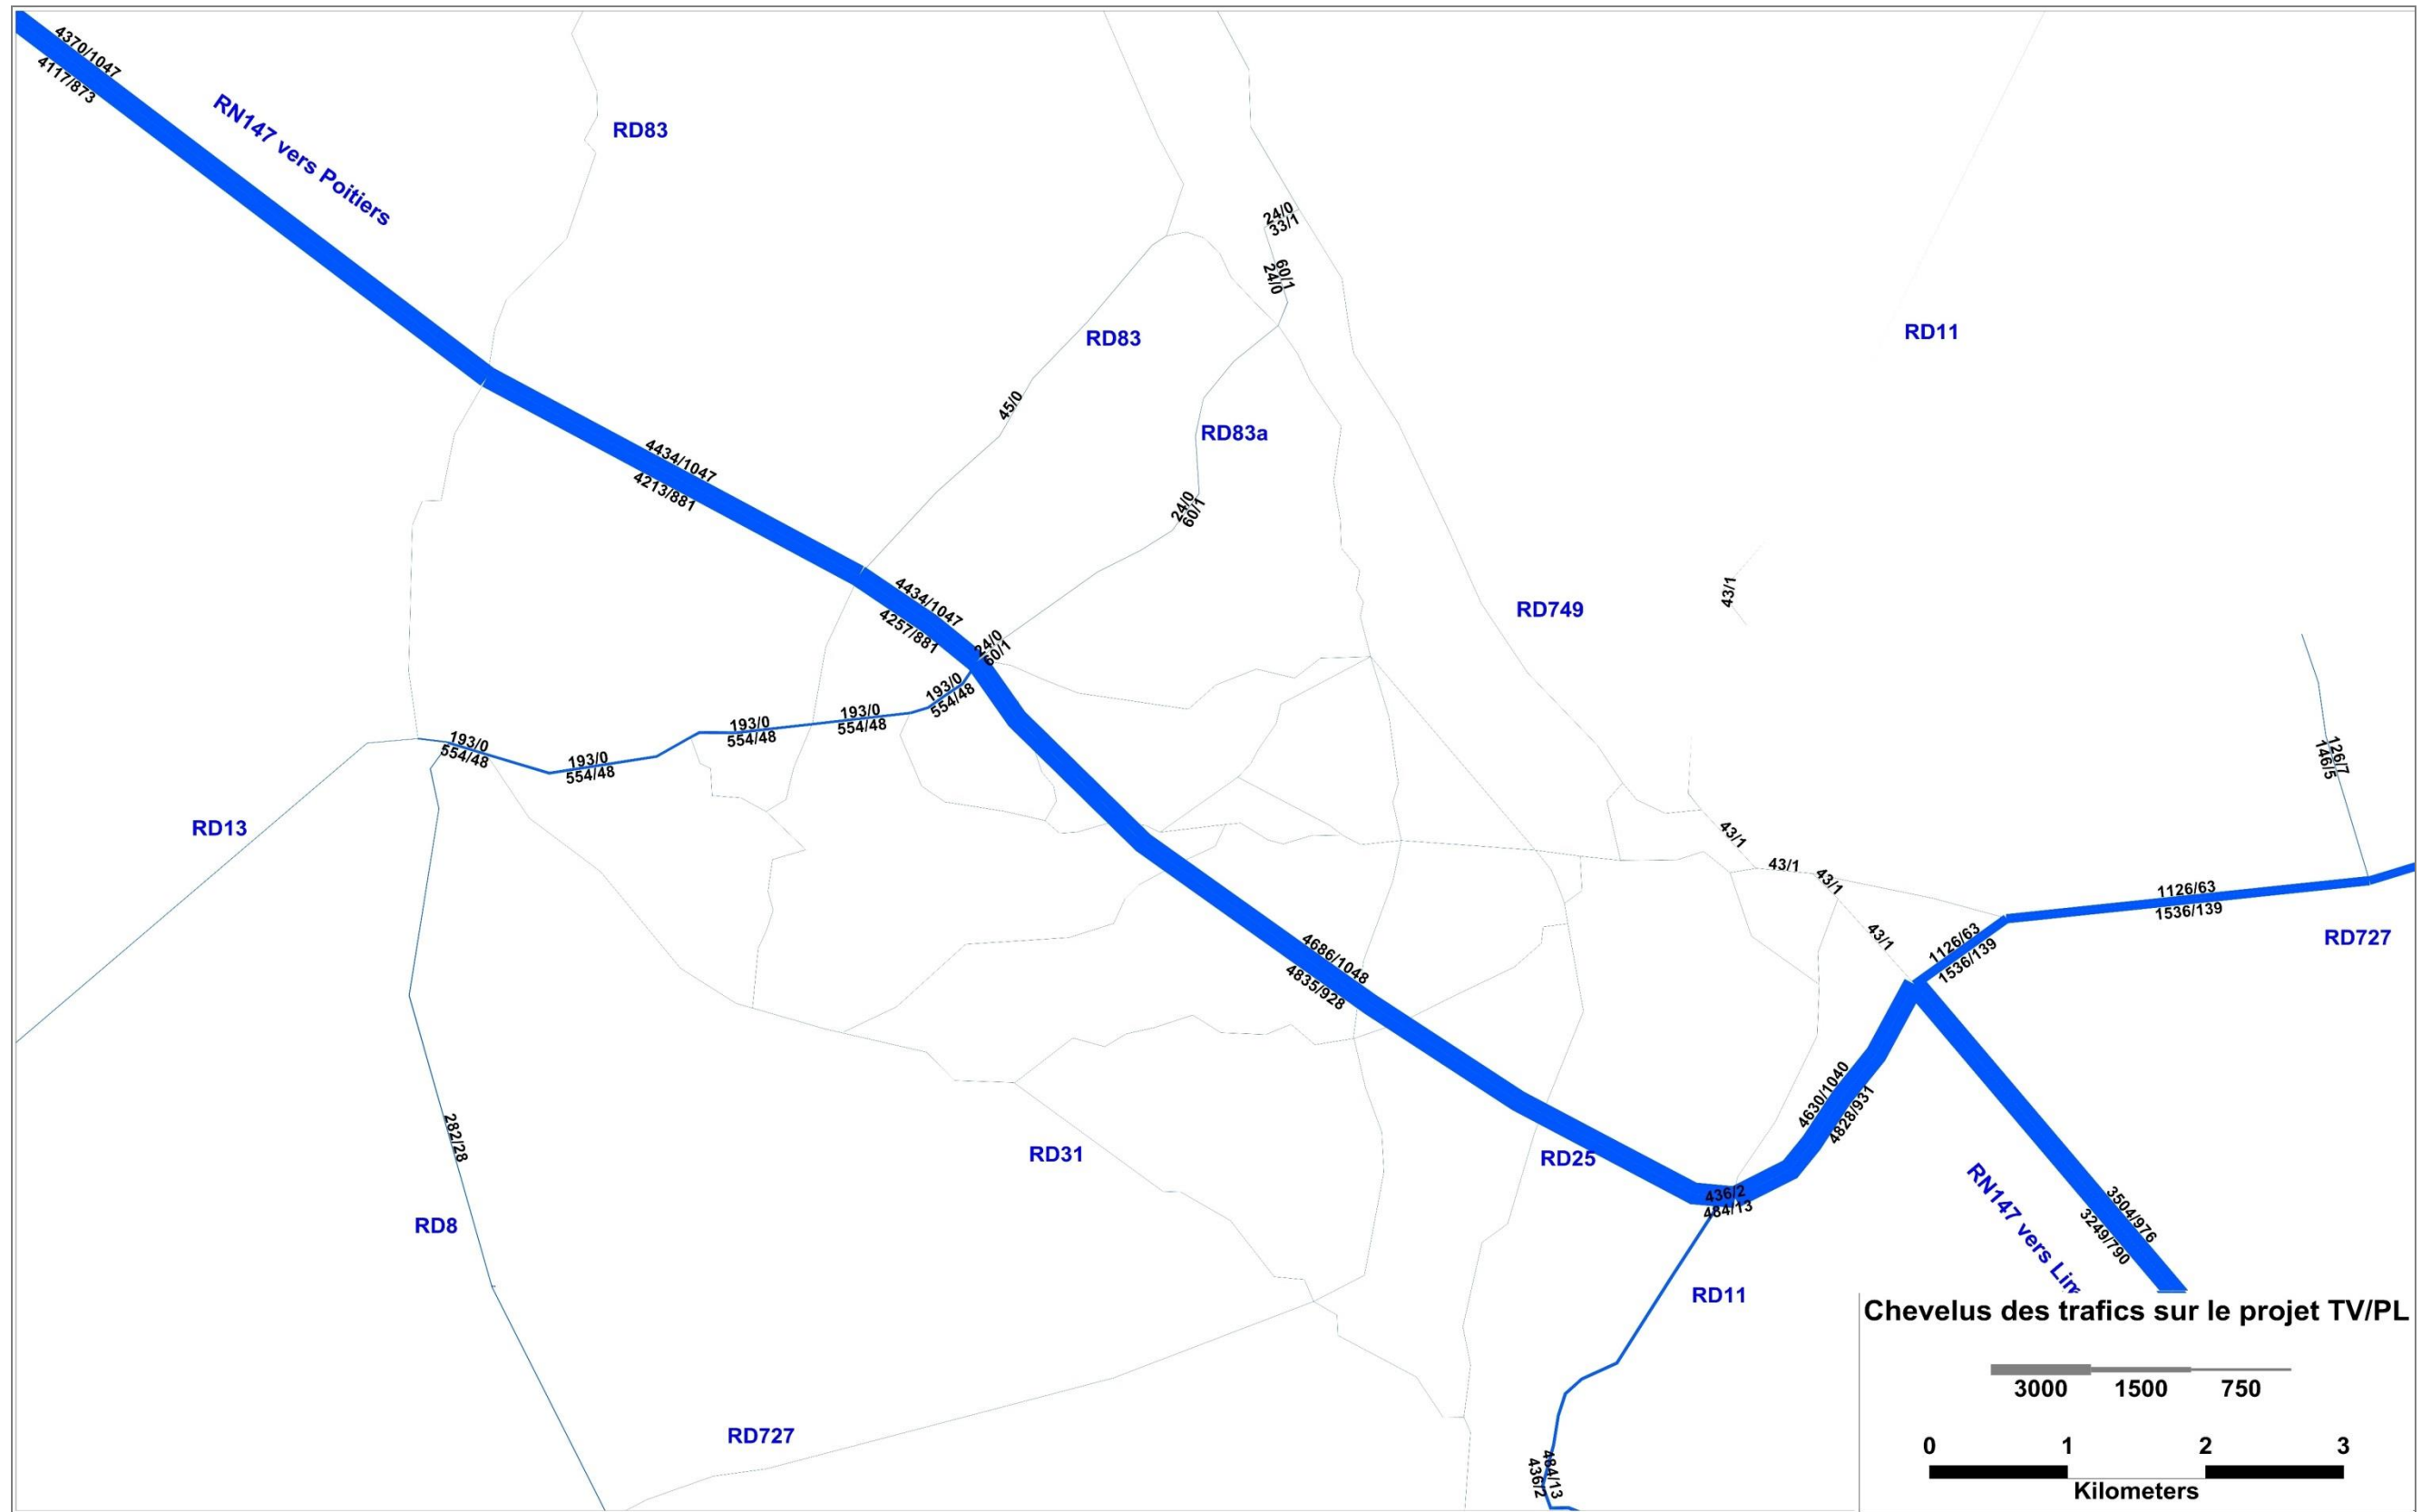 4370/1047
4117/873
RN147 vers Poitiers
RD83
24/0
33/1
60/1
24/0
RD83
RD11
45/0
RD83a
4434/1047
4213/881
24/0
60/1
4434/1047
4257/881
43/1
RD749
24/0
60/1
193/0
554/48
193/0
554/48
193/0
554/48
193/0
554/48
193/0
554/48
126/7
146/5
RD13
43/1
43/1
43/1
43/1
1126/63
1536/139
1126/63
1536/139
RD727
4686/1048
4835/928
4630/1040
4828/931
282/28
RD31
RD25
436/2
484/13
RD8
RN147 vers Lim
3504/976
3249/790
RD11
RD727
484/13
436/2
Chevelus des trafics sur le projet TV/PL
3000 1500 750
0 1 2 3
Kilometers